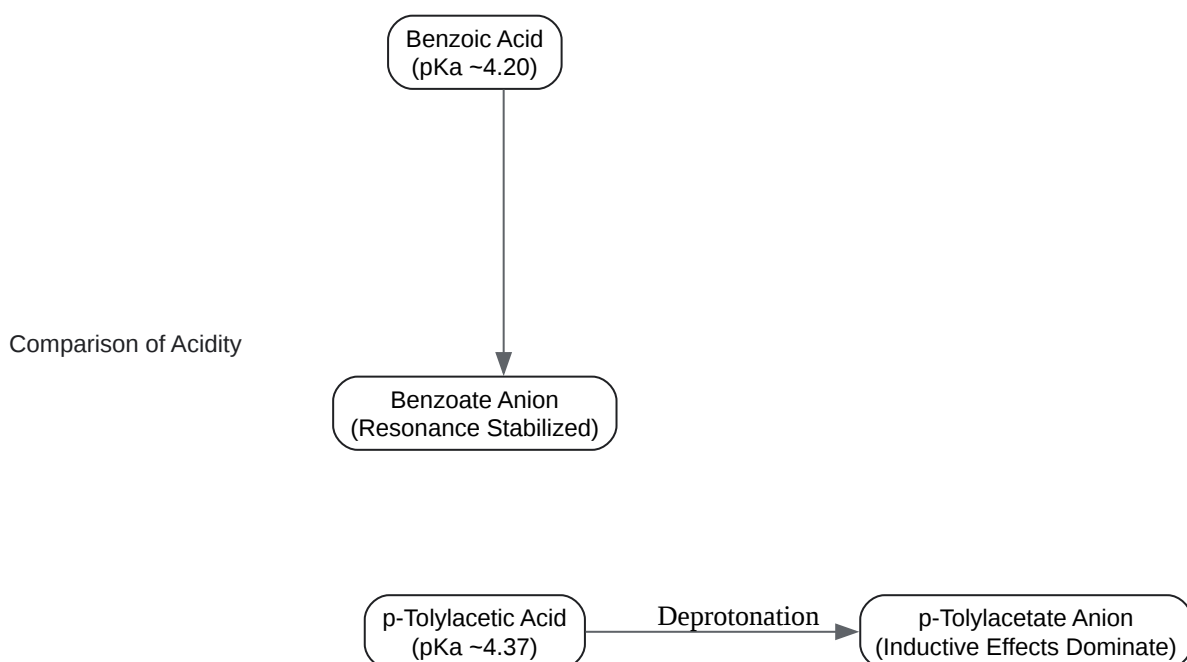 Benzoic Acid
(pKa ~4.20)
Comparison of Acidity
Benzoate Anion
(Resonance Stabilized)
p-Tolylacetic Acid
(pKa ~4.37)
Deprotonation
p-Tolylacetate Anion
(Inductive Effects Dominate)